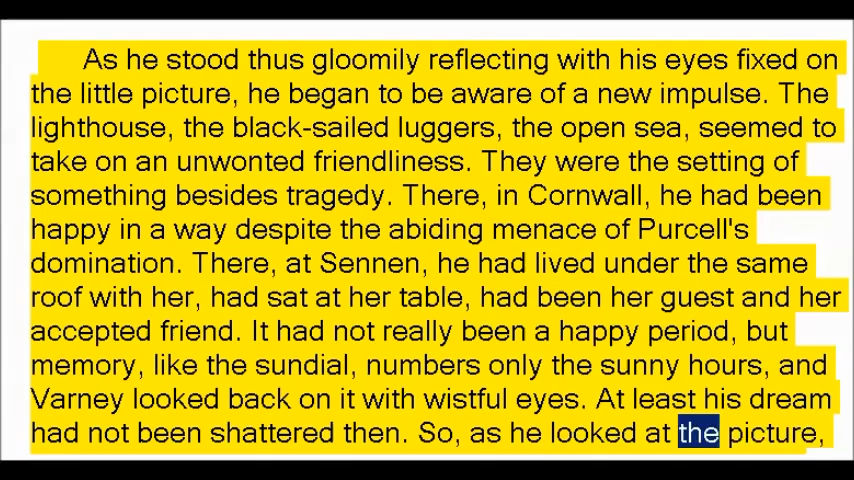 As he stood thus gloomily reflecting with his eyes fixed on
the little picture, he began to be aware of a new impulse. The
lighthouse, the black-sailed luggers, the open sea, seemed to
take on an unwonted friendliness. They were the setting of
something besides tragedy. There, in Cornwall, he had been
happy in a way despite the abiding menace of Purcell's
domination. There, at Sennen, he had lived under the same
roof with her, had sat at her table, had been her guest and her
accepted friend. It had not really been a happy period, but
memory, like the sundial, numbers only the sunny hours, and
Varney looked back on it with wistful eyes. At least his dream
had not been shattered then. So, as he looked at the picture,